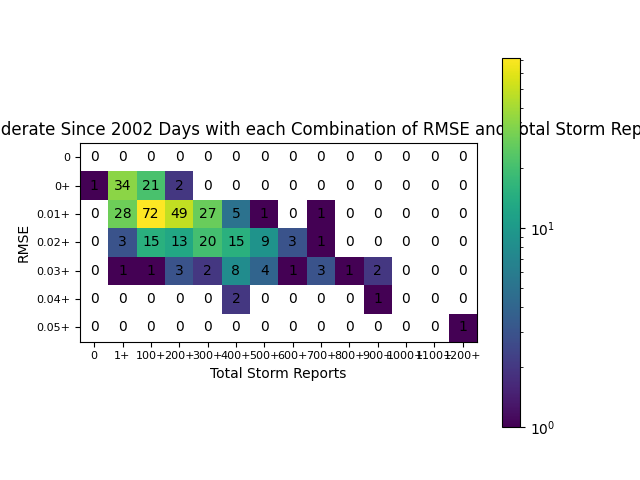 derate Since 2002 Days with each Combination of RMSE and Total Storm Rep
RMSE
0 0 0 0 0 0 0 0 0 0 0 0 0 0 0
0+ 1 34 21 2 0 0 0 0 0 0 0 0 0 0
0.01+ 0 28 72 49 27 5 1 0 1 0 0 0 0 0
0.02+ 0 3 15 13 20 15 9 3 1 0 0 0 0 0
0.03+ 0 1 1 3 2 8 4 1 3 1 2 0 0 0
0.04+ 0 0 0 0 0 2 0 0 0 0 1 0 0 0
0.05+ 0 0 0 0 0 0 0 0 0 0 0 0 0 1
0 1+ 100+ 200+ 300+ 400+ 500+ 600+ 700+ 800+ 900+ 1000+ 1100+ 1200+
Total Storm Reports
10¹
10⁰